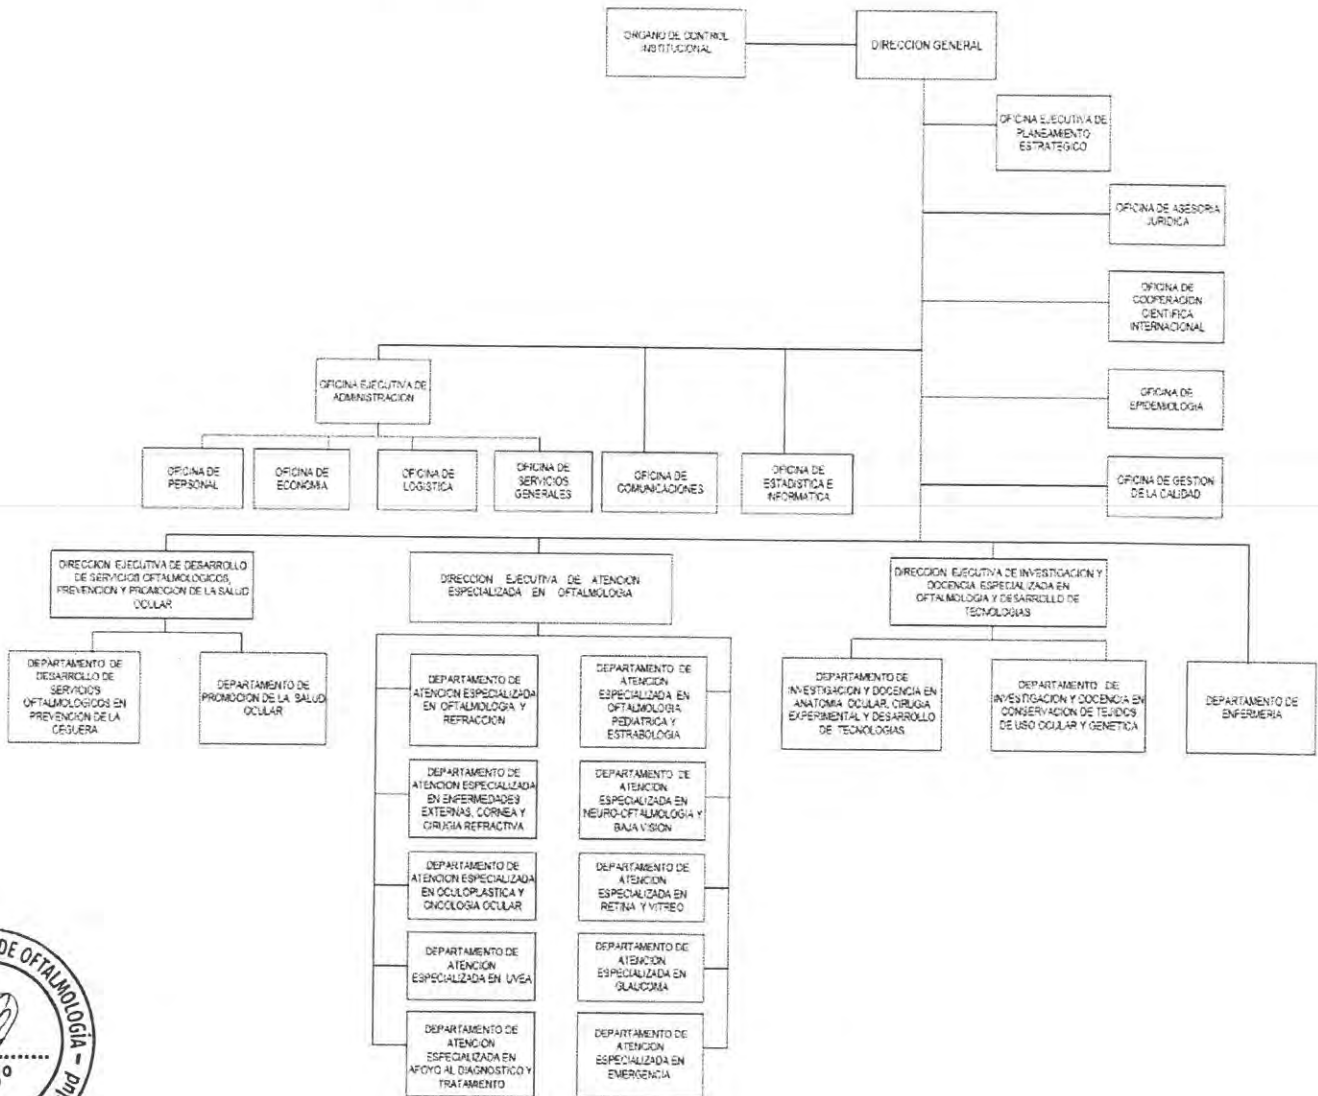 ORGANO DE CONTROL
INSTITUCIONAL
DIRECCION GENERAL
OFICINA EJECUTIVA DE
PLANEAMIENTO
ESTRATEGICO
OFICINA DE ASESORIA
JURIDICA
OFICINA DE
COOPERACION
CIENTIFICA
INTERNACIONAL
OFICINA EJECUTIVA DE
ADMINISTRACION
OFICINA DE
EPIDEMIOLOGIA
OFICINA DE
PERSONAL
OFICINA DE
ECONOMIA
OFICINA DE
LOGISTICA
OFICINA DE
SERVICIOS
GENERALES
OFICINA DE
COMUNICACIONES
OFICINA DE
ESTADISTICA E
INFORMATICA
OFICINA DE GESTION
DE LA CALIDAD
DIRECCION EJECUTIVA DE DESARROLLO
DE SERVICIOS OFTALMOLOGICOS,
PREVENCION Y PROMOCION DE LA SALUD
OCULAR
DIRECCION EJECUTIVA DE ATENCION
ESPECIALIZADA EN OFTALMOLOGIA
DIRECCION EJECUTIVA DE INVESTIGACION Y
DOCENCIA ESPECIALIZADA EN
OFTALMOLOGIA Y DESARROLLO DE
TECNOLOGIAS
DEPARTAMENTO DE
DESARROLLO DE
SERVICIOS
OFTALMOLOGICOS EN
PREVENCION DE LA
CEGUERA
DEPARTAMENTO DE
PROMOCION DE LA SALUD
OCULAR
DEPARTAMENTO DE
ATENCION ESPECIALIZADA
EN OFTALMOLOGIA Y
REFRACCION
DEPARTAMENTO DE
ATENCION
ESPECIALIZADA EN
OFTALMOLOGIA
PEDIATRICA Y
ESTRABOLOGIA
DEPARTAMENTO DE
INVESTIGACION Y DOCENCIA EN
ANATOMIA OCULAR, CIRUGIA
EXPERIMENTAL Y DESARROLLO
DE TECNOLOGIAS
DEPARTAMENTO DE
INVESTIGACION Y DOCENCIA EN
CONSERVACION DE TEJIDOS
DE USO OCULAR Y GENETICA
DEPARTAMENTO DE
ENFERMERIA
DEPARTAMENTO DE
ATENCION ESPECIALIZADA
EN ENFERMEDADES
EXTERNAS, CORNEA Y
CIRUGIA REFRACTIVA
DEPARTAMENTO DE
ATENCION
ESPECIALIZADA EN
NEURO-OFTALMOLOGIA Y
BAJA VISION
DEPARTAMENTO DE
ATENCION ESPECIALIZADA
EN OCULOPLASTICA Y
ONCOLOGIA OCULAR
DEPARTAMENTO DE
ATENCION
ESPECIALIZADA EN
RETINA Y VITREO
DEPARTAMENTO DE
ATENCION
ESPECIALIZADA EN UVEA
DEPARTAMENTO DE
ATENCION
ESPECIALIZADA EN
GLAUCOMA
DEPARTAMENTO DE
ATENCION
ESPECIALIZADA EN
APOYO AL DIAGNOSTICO Y
TRATAMIENTO
DEPARTAMENTO DE
ATENCION
ESPECIALIZADA EN
EMERGENCIA
DE OFTALMOLOGÍA -